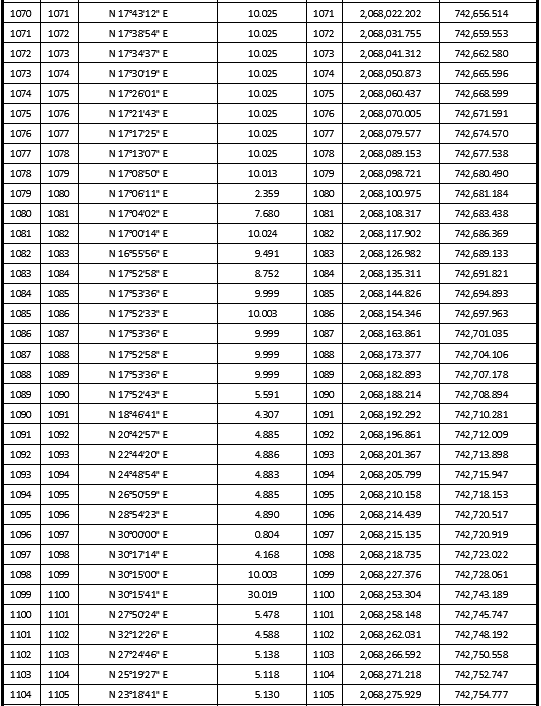 1070 1071 N 17°43'12" E 10.025 1071 2,068,022.202 742,656.514
1071 1072 N 17°38'54" E 10.025 1072 2,068,031.755 742,659.553
1072 1073 N 17°34'37" E 10.025 1073 2,068,041.312 742,662.580
1073 1074 N 17°30'19" E 10.025 1074 2,068,050.873 742,665.596
1074 1075 N 17°26'01" E 10.025 1075 2,068,060.437 742,668.599
1075 1076 N 17°21'43" E 10.025 1076 2,068,070.005 742,671.591
1076 1077 N 17°17'25" E 10.025 1077 2,068,079.577 742,674.570
1077 1078 N 17°13'07" E 10.025 1078 2,068,089.153 742,677.538
1078 1079 N 17°08'50" E 10.013 1079 2,068,098.721 742,680.490
1079 1080 N 17°06'11" E 2.359 1080 2,068,100.975 742,681.184
1080 1081 N 17°04'02" E 7.680 1081 2,068,108.317 742,683.438
1081 1082 N 17°00'14" E 10.024 1082 2,068,117.902 742,686.369
1082 1083 N 16°55'56" E 9.491 1083 2,068,126.982 742,689.133
1083 1084 N 17°52'58" E 8.752 1084 2,068,135.311 742,691.821
1084 1085 N 17°53'36" E 9.999 1085 2,068,144.826 742,694.893
1085 1086 N 17°52'33" E 10.003 1086 2,068,154.346 742,697.963
1086 1087 N 17°53'36" E 9.999 1087 2,068,163.861 742,701.035
1087 1088 N 17°52'58" E 9.999 1088 2,068,173.377 742,704.106
1088 1089 N 17°53'36" E 9.999 1089 2,068,182.893 742,707.178
1089 1090 N 17°52'43" E 5.591 1090 2,068,188.214 742,708.894
1090 1091 N 18°46'41" E 4.307 1091 2,068,192.292 742,710.281
1091 1092 N 20°42'57" E 4.885 1092 2,068,196.861 742,712.009
1092 1093 N 22°44'20" E 4.886 1093 2,068,201.367 742,713.898
1093 1094 N 24°48'54" E 4.883 1094 2,068,205.799 742,715.947
1094 1095 N 26°50'59" E 4.885 1095 2,068,210.158 742,718.153
1095 1096 N 28°54'23" E 4.890 1096 2,068,214.439 742,720.517
1096 1097 N 30°00'00" E 0.804 1097 2,068,215.135 742,720.919
1097 1098 N 30°17'14" E 4.168 1098 2,068,218.735 742,723.022
1098 1099 N 30°15'00" E 10.003 1099 2,068,227.376 742,728.061
1099 1100 N 30°15'41" E 30.019 1100 2,068,253.304 742,743.189
1100 1101 N 27°50'24" E 5.478 1101 2,068,258.148 742,745.747
1101 1102 N 32°12'26" E 4.588 1102 2,068,262.031 742,748.192
1102 1103 N 27°24'46" E 5.138 1103 2,068,266.592 742,750.558
1103 1104 N 25°19'27" E 5.118 1104 2,068,271.218 742,752.747
1104 1105 N 23°18'41" E 5.130 1105 2,068,275.929 742,754.777